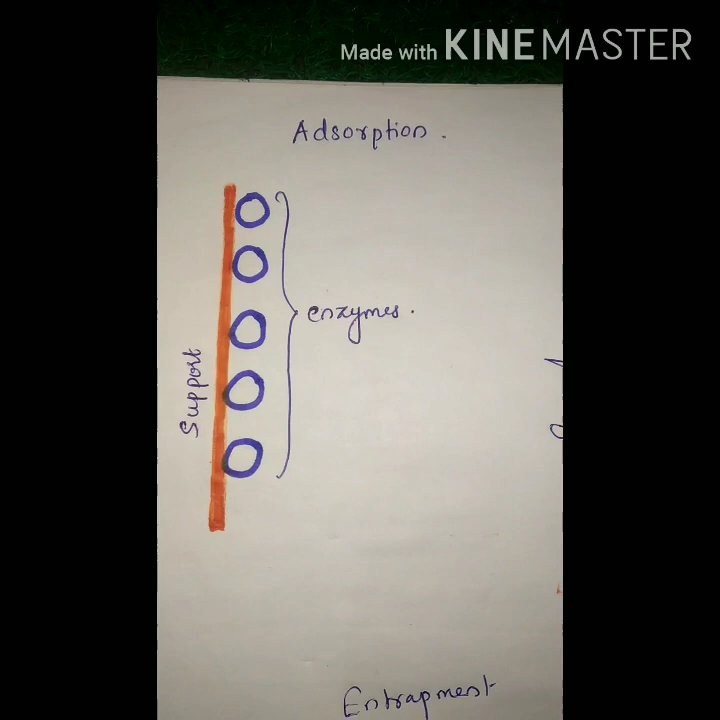 Made with KINEMASTER
Adsorption.
enzymes.
Support
Entrapment